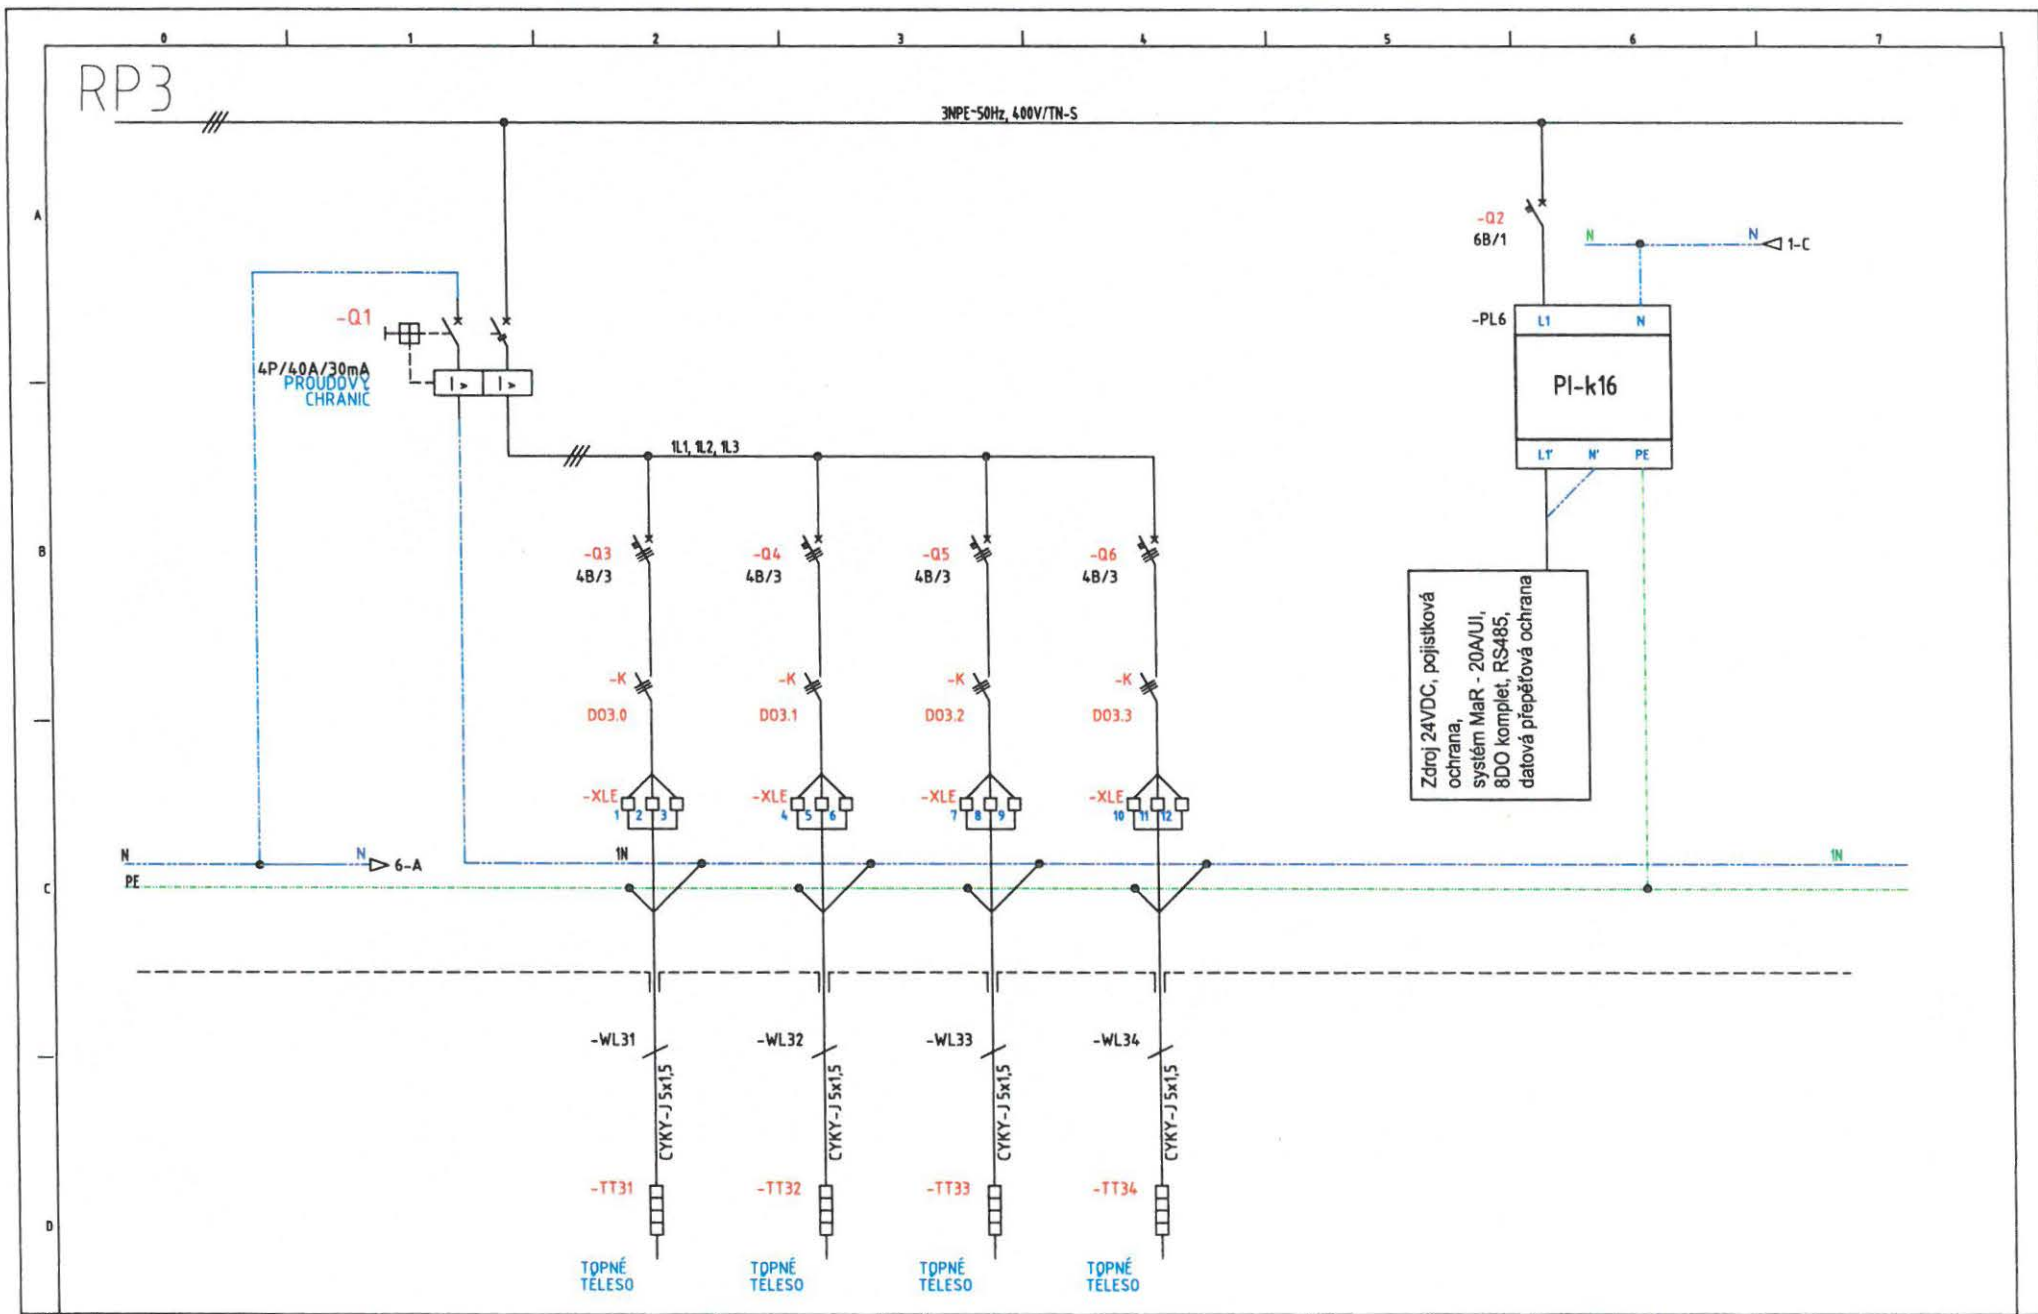 0 1 2 3 4 5 6 7
RP3
3NPE~50Hz, 400V/TN-S
A
-Q2
6B/1
N
N
1-C
-Q1
4P/40A/30mA
PROUDOVÝ
CHRÁNIČ
I >
I >
-PL6
L1
N
PI-k16
L1'
N'
PE
1L1, 1L2, 1L3
B
-Q3
4B/3
-Q4
4B/3
-Q5
4B/3
-Q6
4B/3
Zdroj 24VDC, pojistková
ochrana,
systém MaR - 20A/UI,
8DO komplet, RS485,
datová přepěťová ochrana
-K
DO3.0
-K
DO3.1
-K
DO3.2
-K
DO3.3
-XLE
1 2 3
-XLE
4 5 6
-XLE
7 8 9
-XLE
10 11 12
N
N
6-A
1N
1N
C
PE
-WL31
CYKY-J 5x1,5
-WL32
CYKY-J 5x1,5
-WL33
CYKY-J 5x1,5
-WL34
CYKY-J 5x1,5
-TT31
-TT32
-TT33
-TT34
D
TOPNÉ
TĚLESO
TOPNÉ
TĚLESO
TOPNÉ
TĚLESO
TOPNÉ
TĚLESO